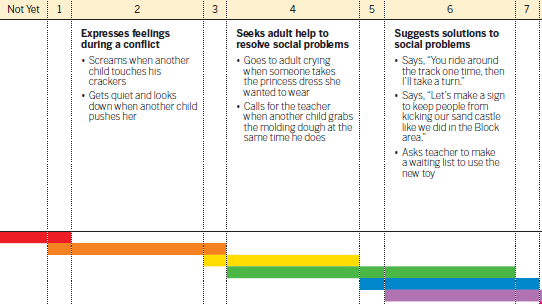 Not Yet 1 2 3 4 5 6 7
Expresses feelings
during a conflict
• Screams when another
child touches his
crackers
• Gets quiet and looks
down when another child
pushes her
Seeks adult help to
resolve social problems
• Goes to adult crying
when someone takes
the princess dress she
wanted to wear
• Calls for the teacher
when another child grabs
the molding dough at the
same time he does
Suggests solutions to
social problems
• Says, “You ride around
the track one time, then
I’ll take a turn.”
• Says, “Let’s make a sign
to keep people from
kicking our sand castle
like we did in the Block
area.”
• Asks teacher to make
a waiting list to use the
new toy